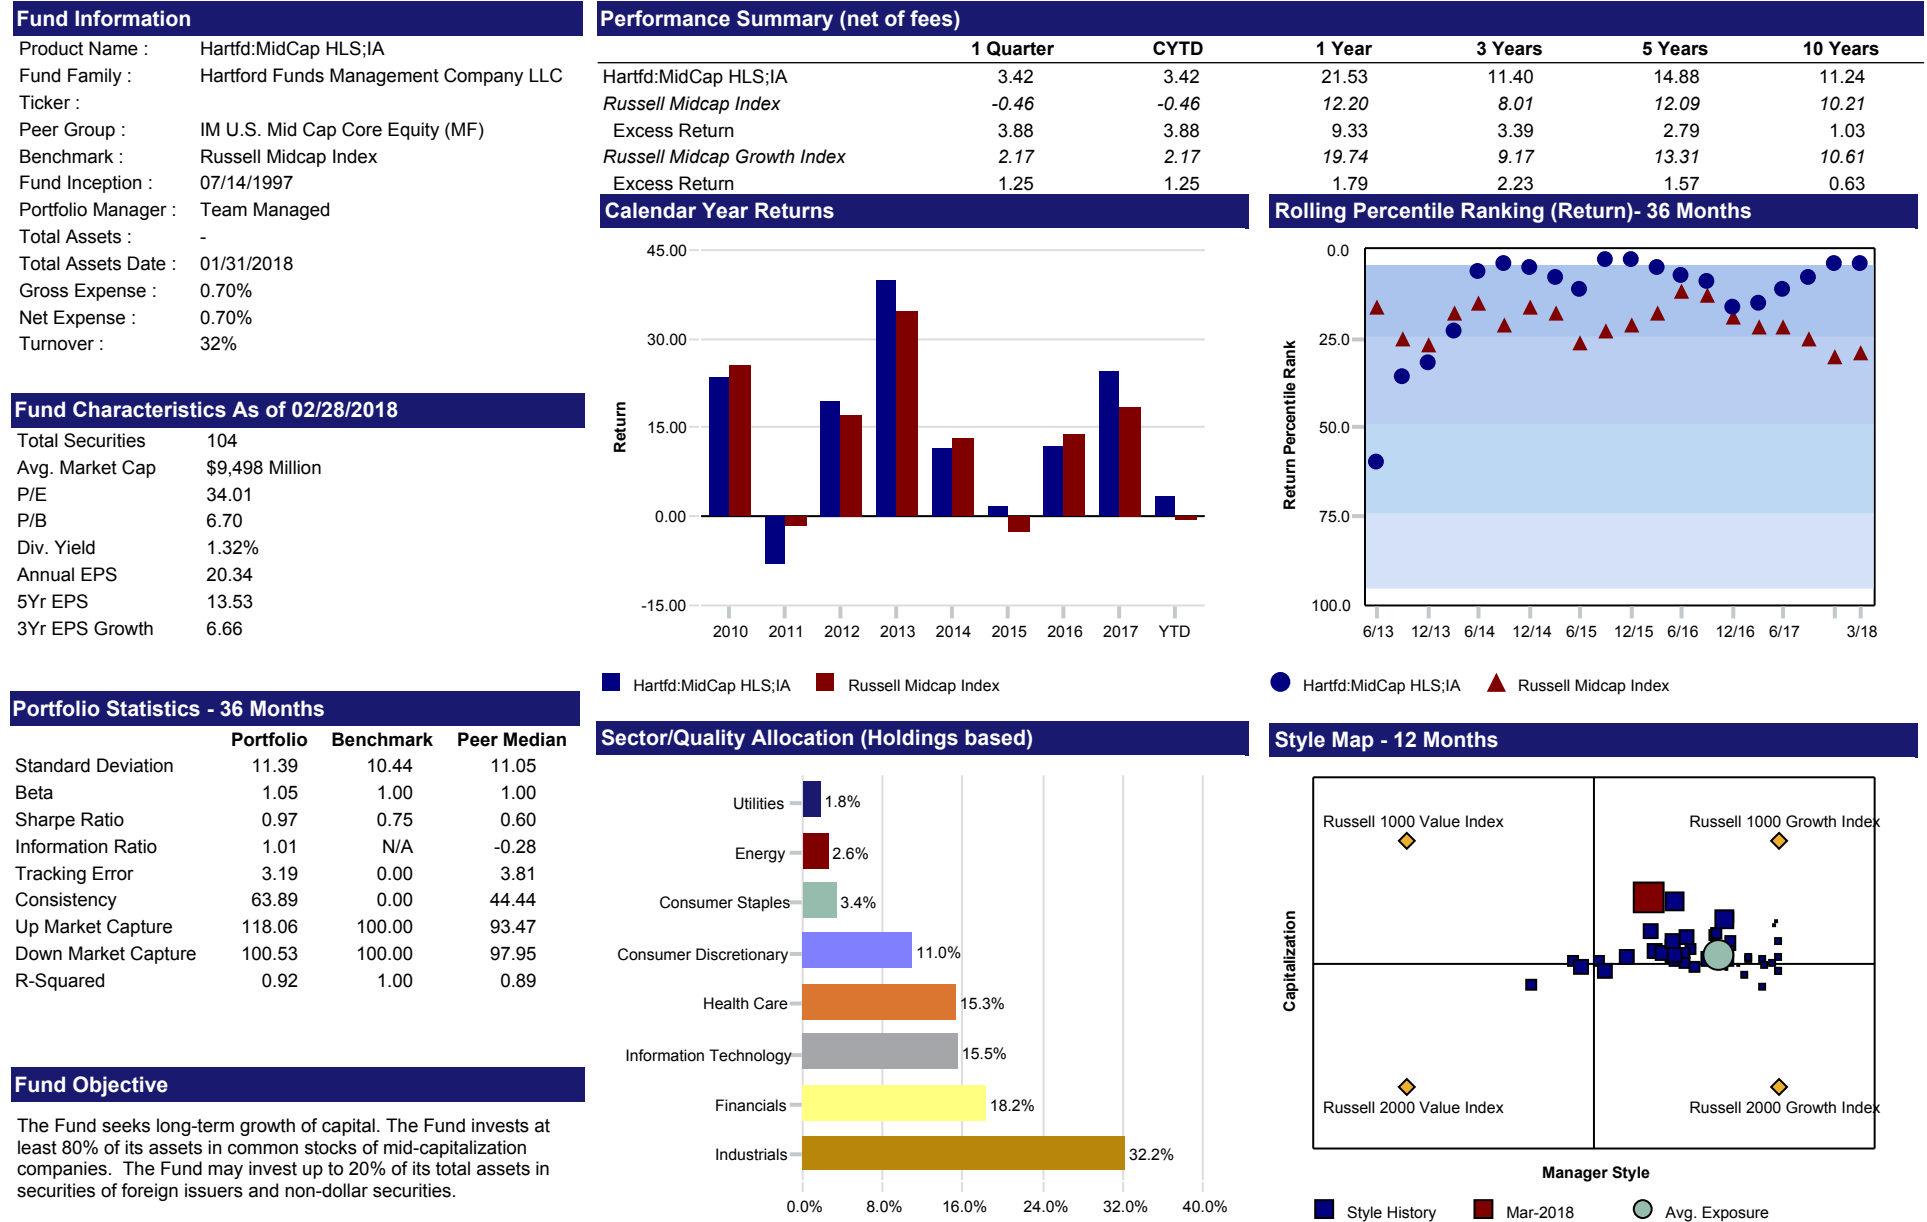 Fund Information
Product Name : Hartfd:MidCap HLS;IA
Fund Family : Hartford Funds Management Company LLC
Ticker :
Peer Group : IM U.S. Mid Cap Core Equity (MF)
Benchmark : Russell Midcap Index
Fund Inception : 07/14/1997
Portfolio Manager : Team Managed
Total Assets : -
Total Assets Date : 01/31/2018
Gross Expense : 0.70%
Net Expense : 0.70%
Turnover : 32%
Fund Characteristics As of 02/28/2018
Total Securities 104
Avg. Market Cap $9,498 Million
P/E 34.01
P/B 6.70
Div. Yield 1.32%
Annual EPS 20.34
5Yr EPS 13.53
3Yr EPS Growth 6.66
Portfolio Statistics - 36 Months
Portfolio Benchmark Peer Median
Standard Deviation 11.39 10.44 11.05
Beta 1.05 1.00 1.00
Sharpe Ratio 0.97 0.75 0.60
Information Ratio 1.01 N/A -0.28
Tracking Error 3.19 0.00 3.81
Consistency 63.89 0.00 44.44
Up Market Capture 118.06 100.00 93.47
Down Market Capture 100.53 100.00 97.95
R-Squared 0.92 1.00 0.89
Fund Objective
The Fund seeks long-term growth of capital. The Fund invests at
least 80% of its assets in common stocks of mid-capitalization
companies. The Fund may invest up to 20% of its total assets in
securities of foreign issuers and non-dollar securities.
Performance Summary (net of fees)
1 Quarter CYTD 1 Year 3 Years 5 Years 10 Years
Hartfd:MidCap HLS;IA 3.42 3.42 21.53 11.40 14.88 11.24
Russell Midcap Index -0.46 -0.46 12.20 8.01 12.09 10.21
Excess Return 3.88 3.88 9.33 3.39 2.79 1.03
Russell Midcap Growth Index 2.17 2.17 19.74 9.17 13.31 10.61
Excess Return 1.25 1.25 1.79 2.23 1.57 0.63
Calendar Year Returns
45.00
30.00
15.00
0.00
-15.00
Return
2010 2011 2012 2013 2014 2015 2016 2017 YTD
Hartfd:MidCap HLS;IA Russell Midcap Index
Rolling Percentile Ranking (Return)- 36 Months
0.0
25.0
50.0
75.0
100.0
Return Percentile Rank
6/13 12/13 6/14 12/14 6/15 12/15 6/16 12/16 6/17 3/18
Hartfd:MidCap HLS;IA Russell Midcap Index
Sector/Quality Allocation (Holdings based)
Utilities 1.8%
Energy 2.6%
Consumer Staples 3.4%
Consumer Discretionary 11.0%
Health Care 15.3%
Information Technology 15.5%
Financials 18.2%
Industrials 32.2%
0.0% 8.0% 16.0% 24.0% 32.0% 40.0%
Style Map - 12 Months
Russell 1000 Value Index Russell 1000 Growth Index
Capitalization
Russell 2000 Value Index Russell 2000 Growth Index
Manager Style
Style History Mar-2018 Avg. Exposure